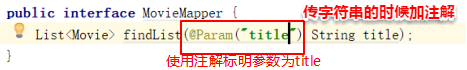 public interface MovieMapper {
传字符串的时候加注解
List<Movie> findList(@Param("title") String title);
使用注解标明参数为title